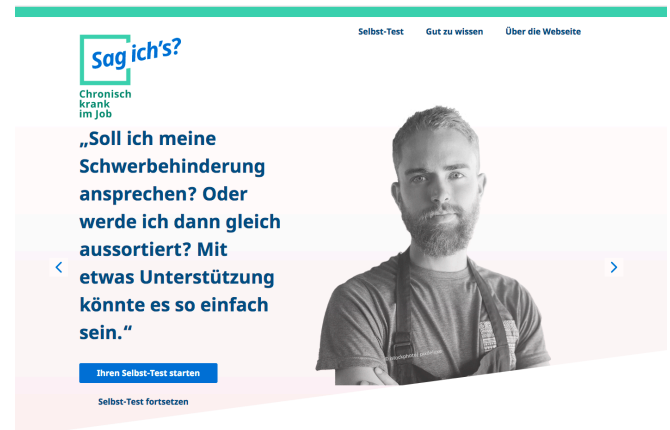 Selbst-Test Gut zu wissen Über die Webseite
Sag ich's?
Chronisch
krank
im Job
„Soll ich meine
Schwerbehinderung
ansprechen? Oder
werde ich dann gleich
aussortiert? Mit
etwas Unterstützung
könnte es so einfach
sein.“
Ihren Selbst-Test starten
Selbst-Test fortsetzen